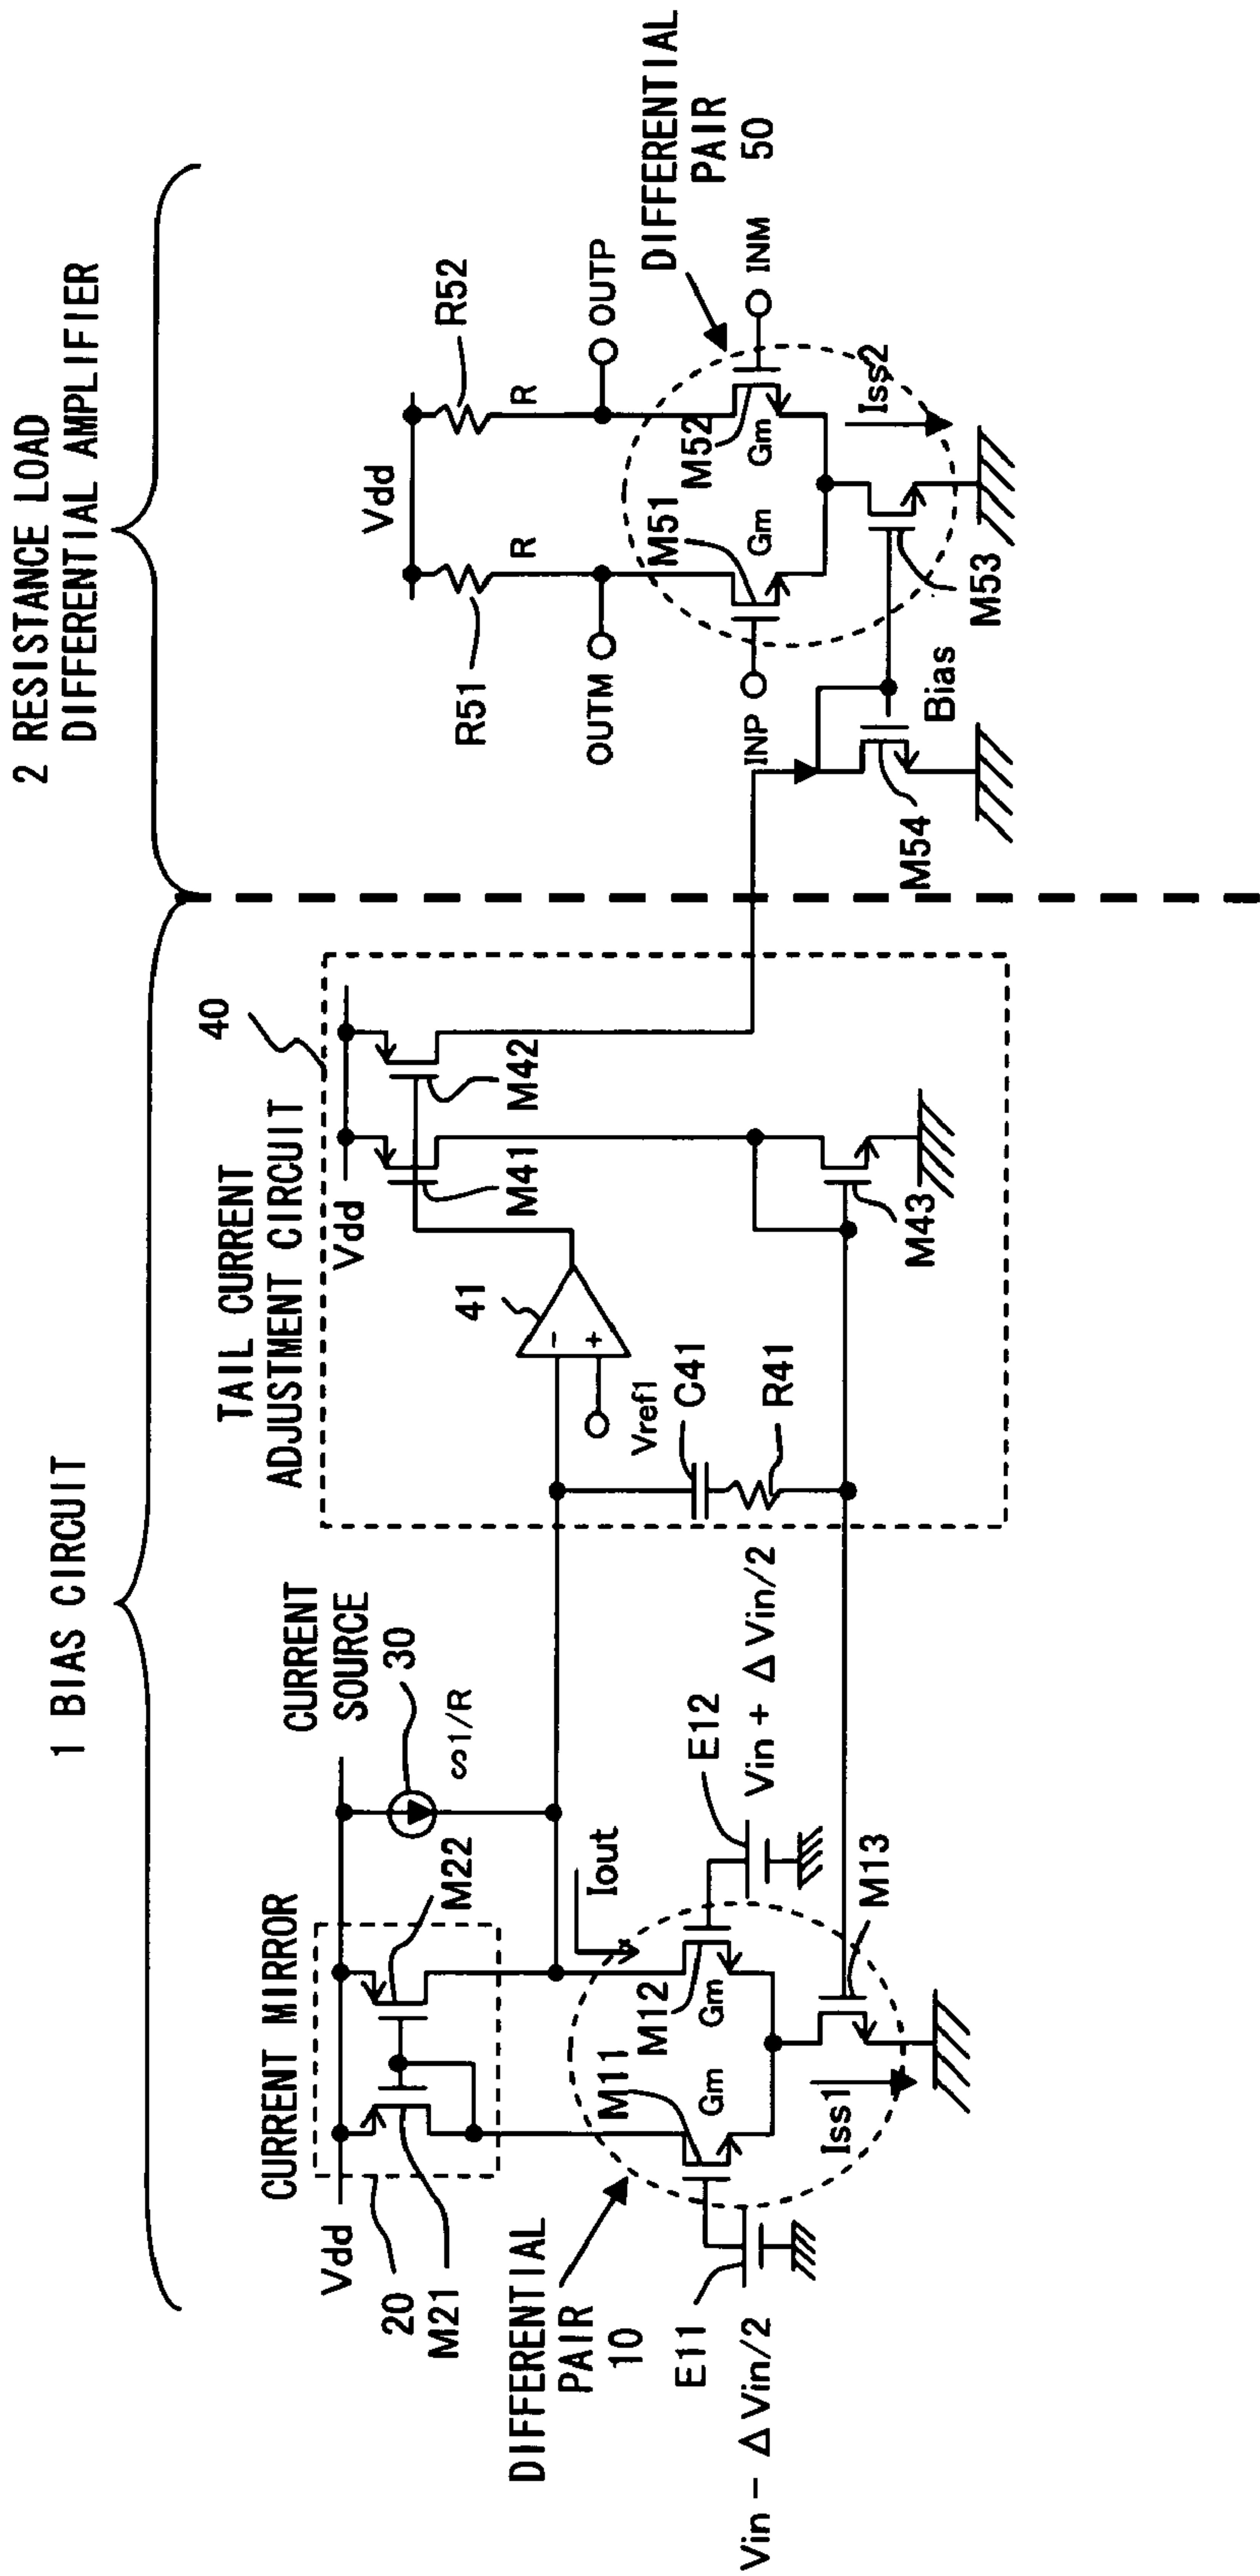 1 BIAS CIRCUIT
2 RESISTANCE LOAD
DIFFERENTIAL AMPLIFIER
TAIL CURRENT
ADJUSTMENT CIRCUIT
40
CURRENT MIRROR
CURRENT
SOURCE
30
∽1/R
Vdd
20
M21
M22
DIFFERENTIAL
PAIR
10
Iout
M11
M12
Gm
Gm
E11
Vin - ΔVin/2
E12
Vin + ΔVin/2
Iss1
M13
Vdd
41
-
+
Vref1
C41
R41
M41
M42
M43
Vdd
R51
R52
R
R
OUTM
OUTP
INP
INM
M51
M52
Gm
Gm
DIFFERENTIAL
PAIR
50
Iss2
Bias
M54
M53